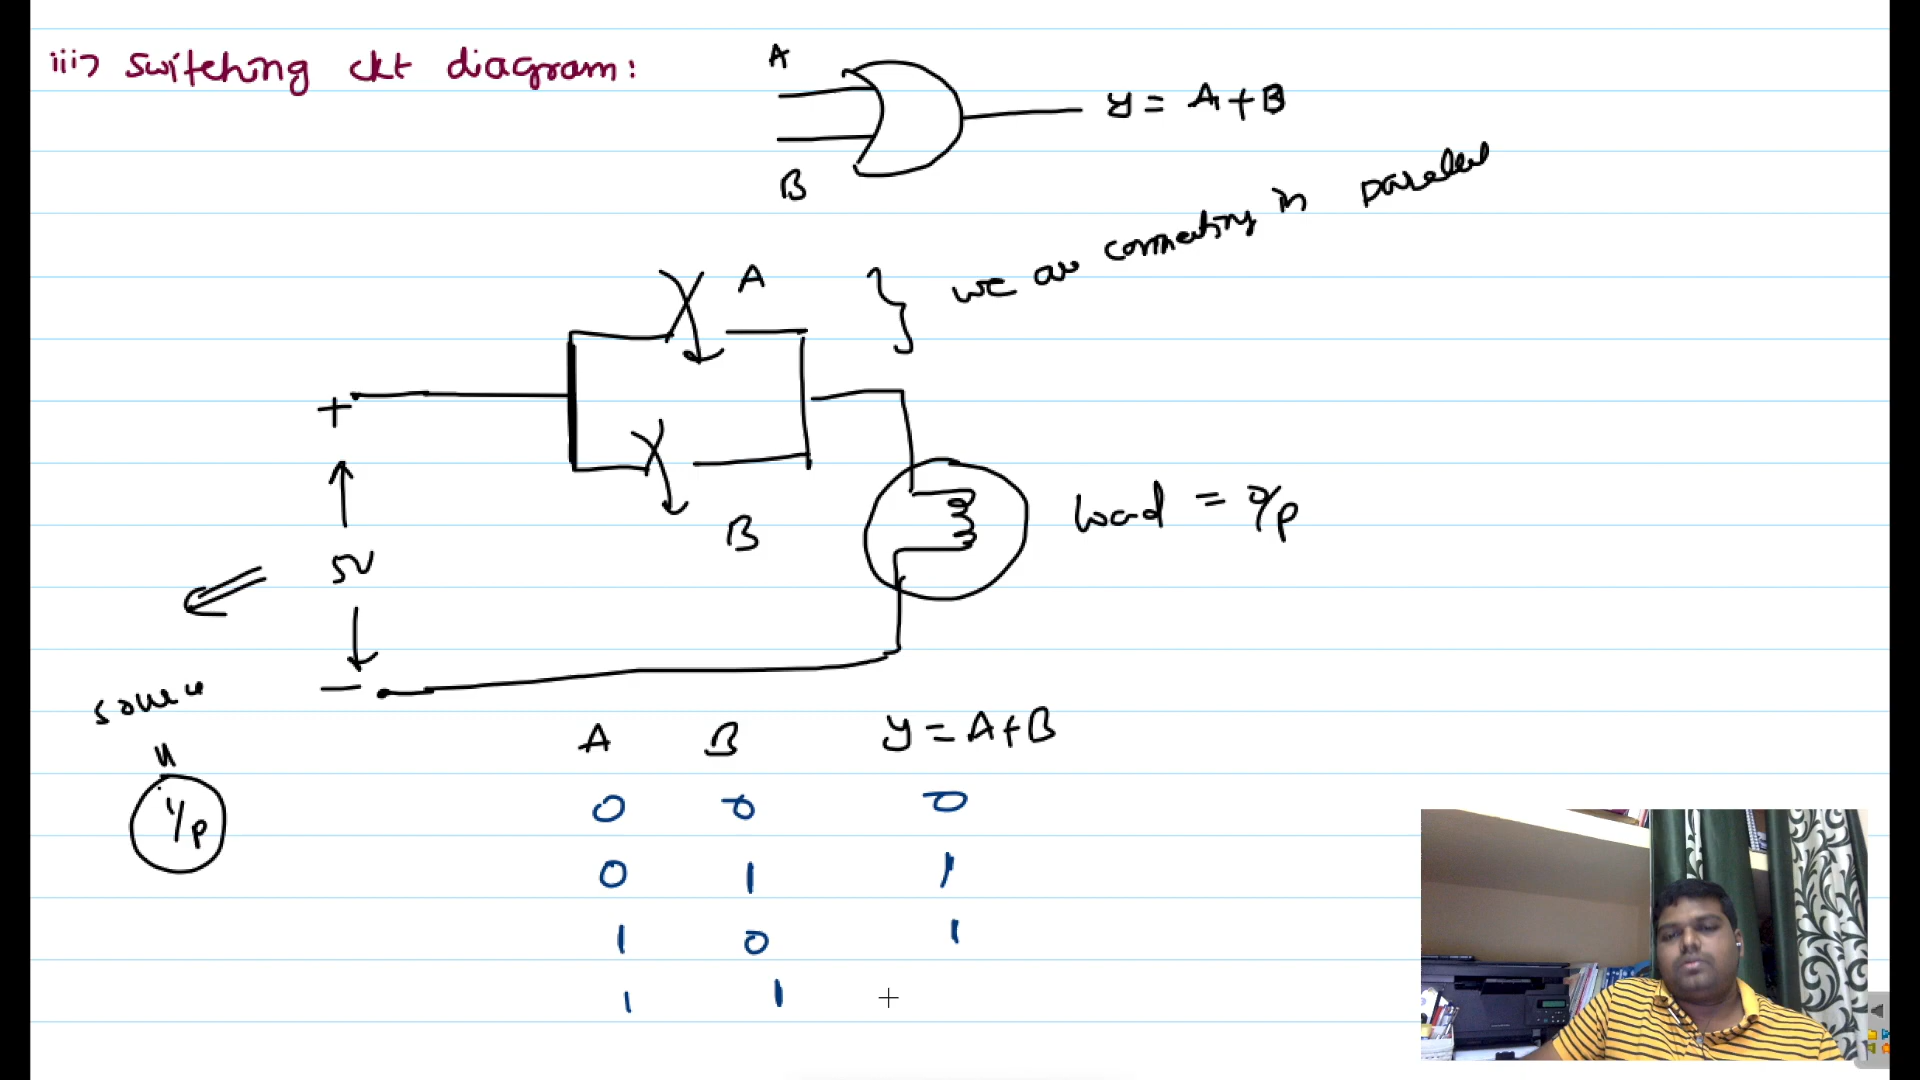 iii) Switching ckt diagram:
A
B
y = A+B
we are connecting in parallel
A
B
+
5V
−
load = o/p
source
i/p
A B y = A+B
0 0 0
0 1 1
1 0 1
1 1